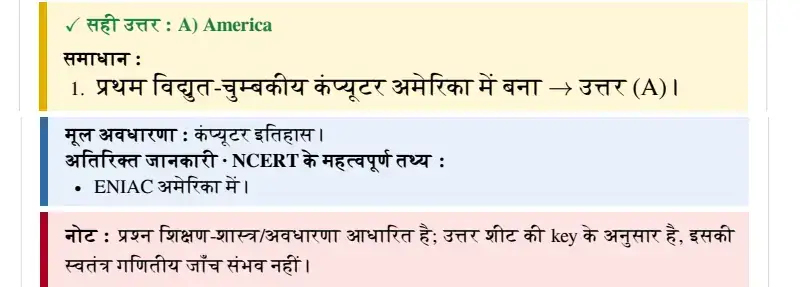 ✓ सही उत्तर : A) America
समाधान :
1. प्रथम विद्युत-चुम्बकीय कंप्यूटर अमेरिका में बना → उत्तर (A)।
मूल अवधारणा : कंप्यूटर इतिहास।
अतिरिक्त जानकारी · NCERT के महत्वपूर्ण तथ्य :
• ENIAC अमेरिका में।
नोट : प्रश्न शिक्षण-शास्त्र/अवधारणा आधारित है; उत्तर शीट की key के अनुसार है, इसकी
स्वतंत्र गणितीय जाँच संभव नहीं।